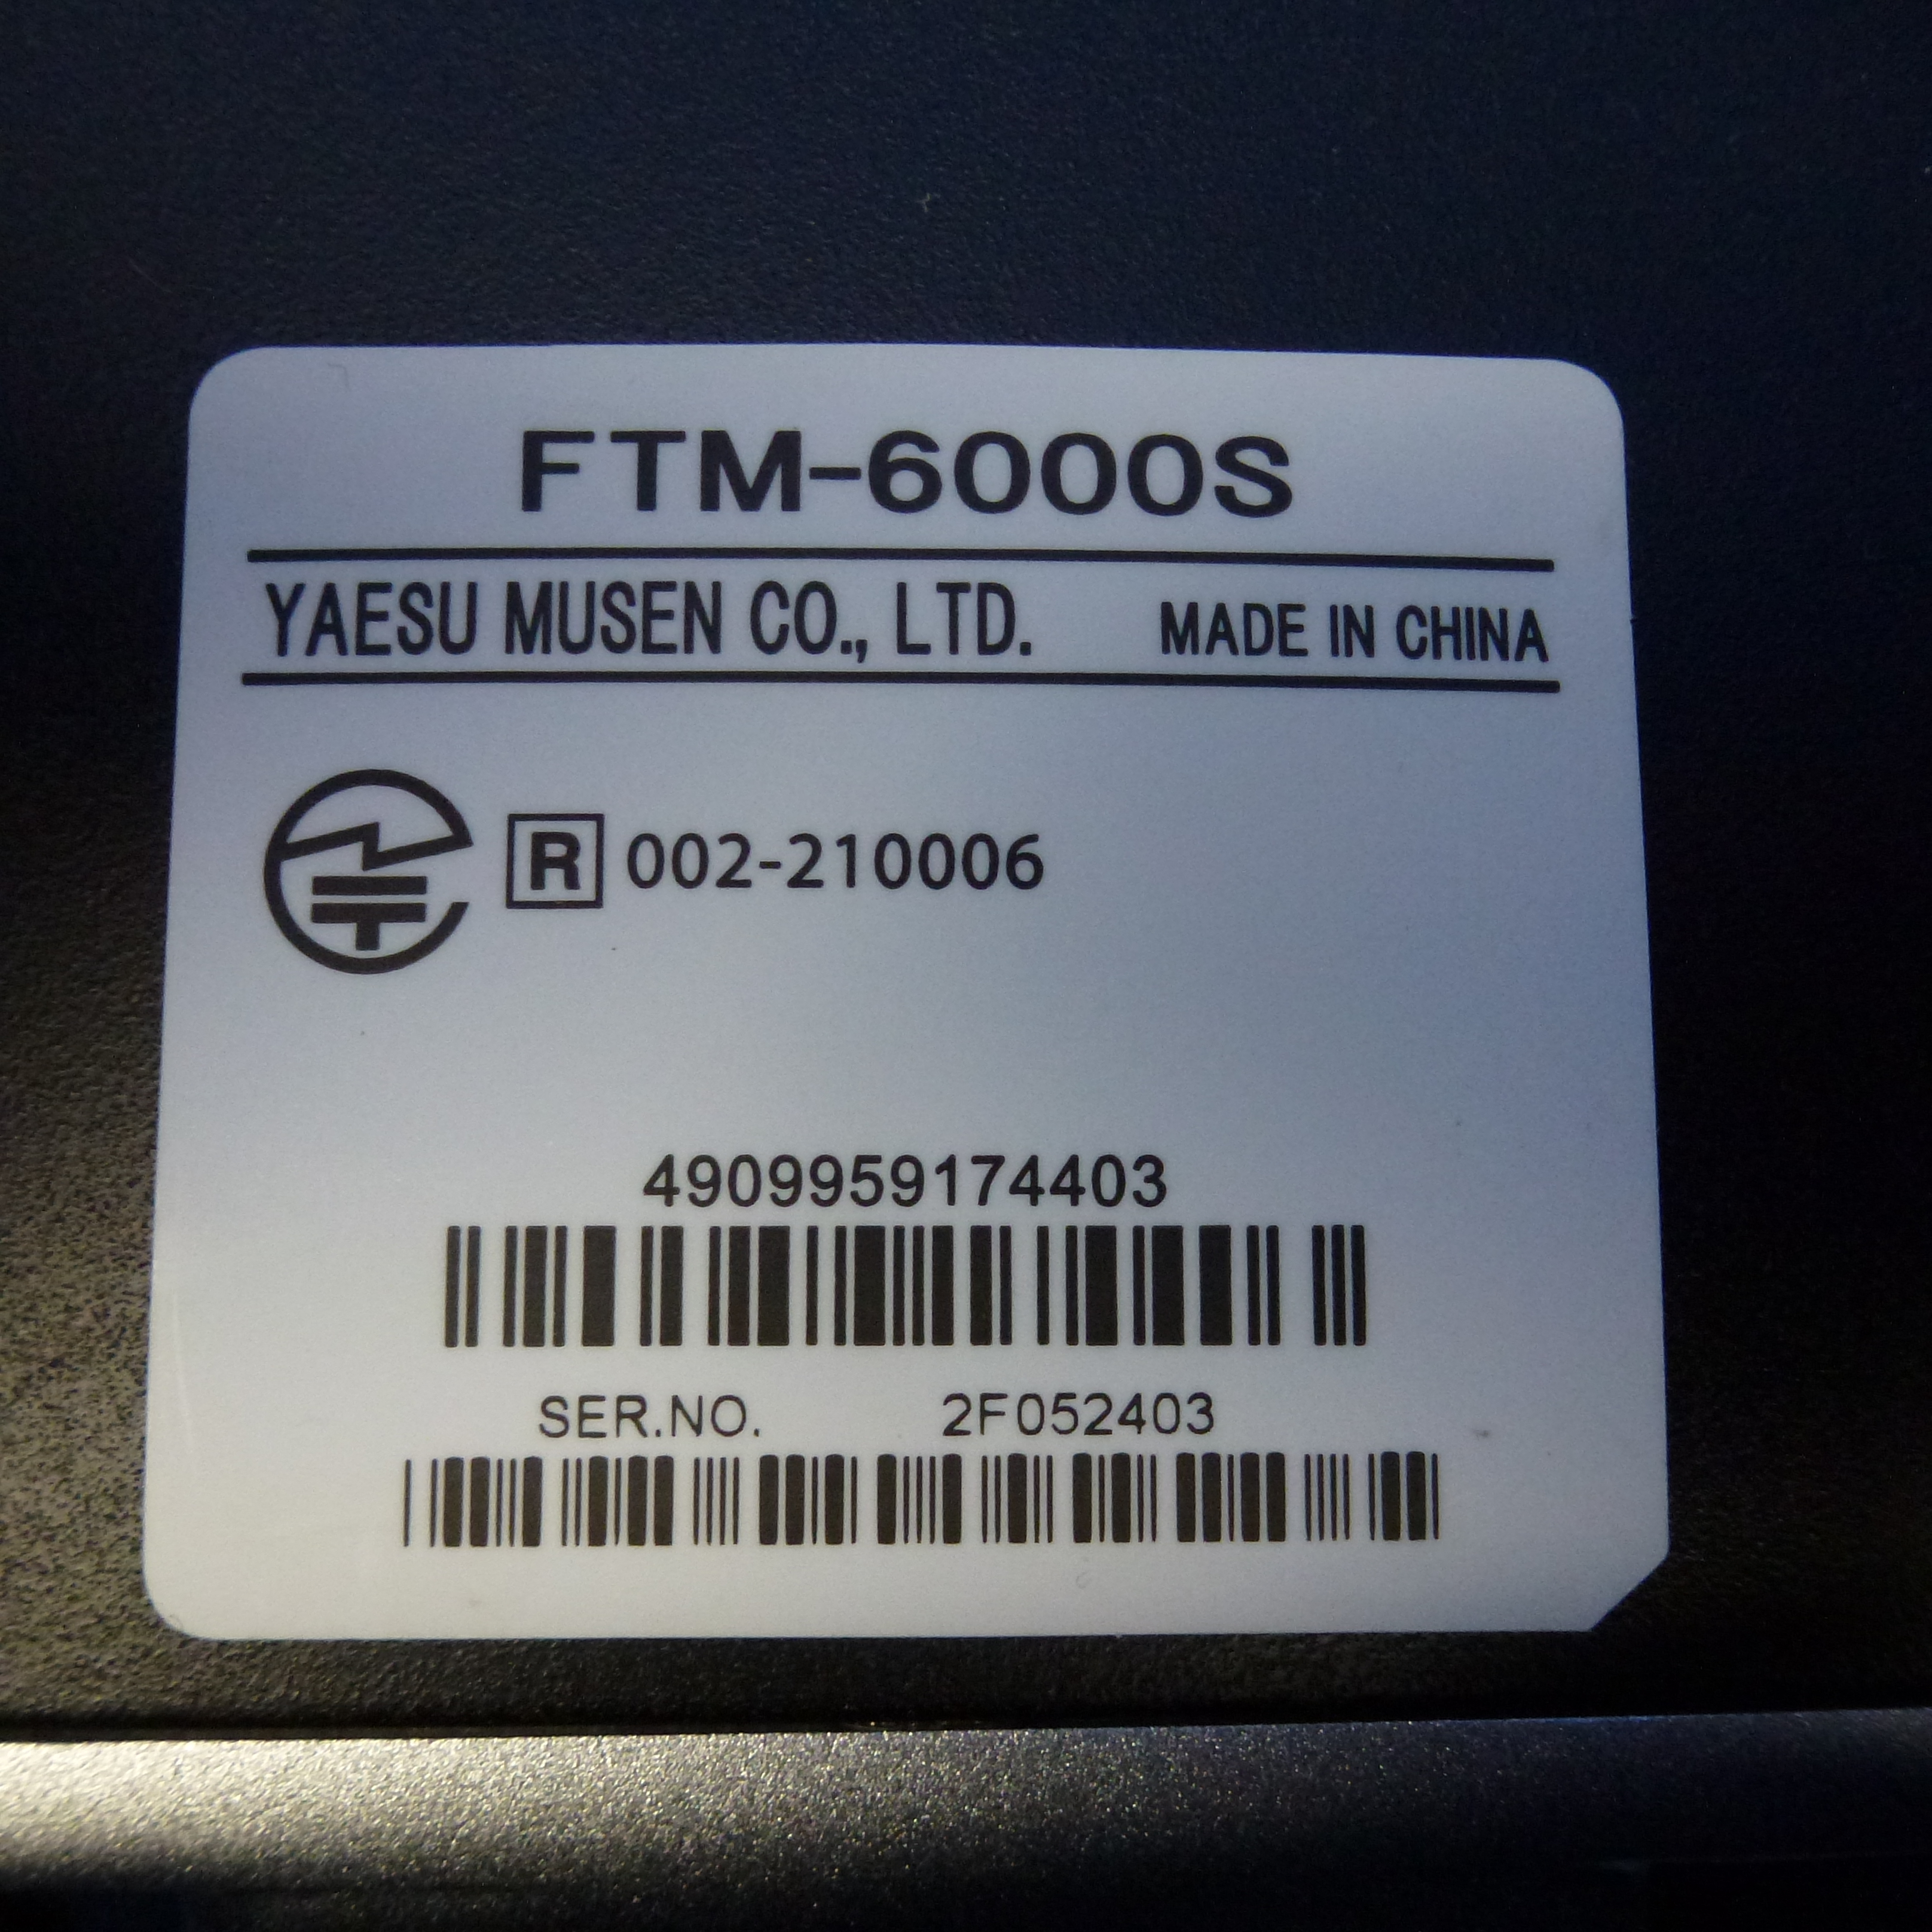 FTM-6000S
YAESU MUSEN CO., LTD. MADE IN CHINA
R 002-210006
4909959174403
SER.NO. 2F052403